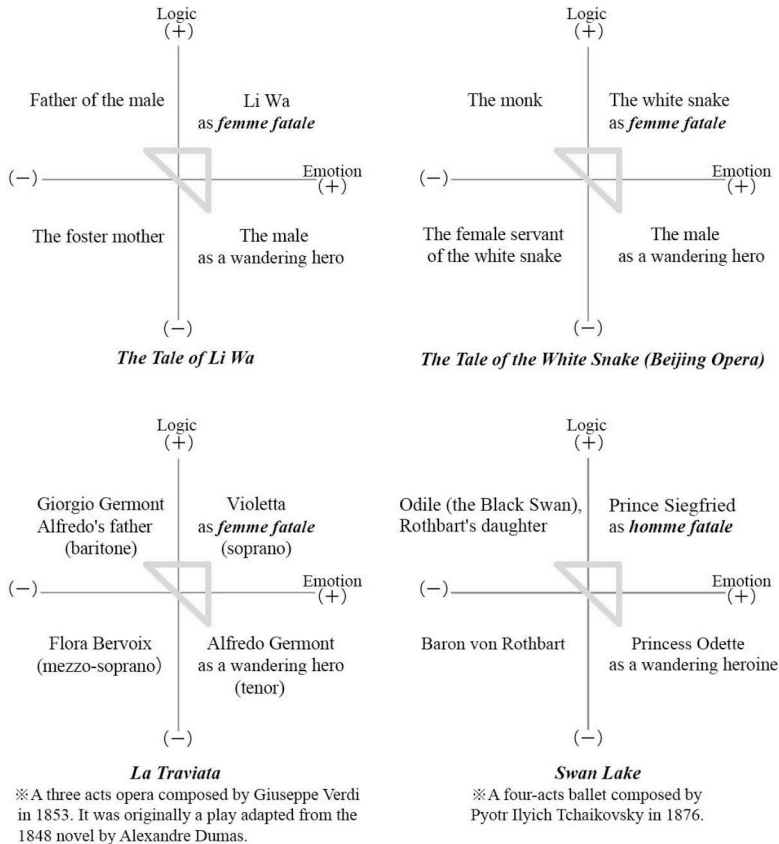 Logic
(+)
Father of the male
Li Wa
as femme fatale
(−)
Emotion
(+)
The foster mother
The male
as a wandering hero
(−)
The Tale of Li Wa
Logic
(+)
The monk
The white snake
as femme fatale
(−)
Emotion
(+)
The female servant
of the white snake
The male
as a wandering hero
(−)
The Tale of the White Snake (Beijing Opera)
Logic
(+)
Giorgio Germont
Alfredo's father
(baritone)
Violetta
as femme fatale
(soprano)
(−)
Emotion
(+)
Flora Bervoix
(mezzo-soprano)
Alfredo Germont
as a wandering hero
(tenor)
(−)
La Traviata
※A three acts opera composed by Giuseppe Verdi
in 1853. It was originally a play adapted from the
1848 novel by Alexandre Dumas.
Logic
(+)
Odile (the Black Swan),
Rothbart's daughter
Prince Siegfried
as homme fatale
(−)
Emotion
(+)
Baron von Rothbart
Princess Odette
as a wandering heroine
(−)
Swan Lake
※A four-acts ballet composed by
Pyotr Ilyich Tchaikovsky in 1876.